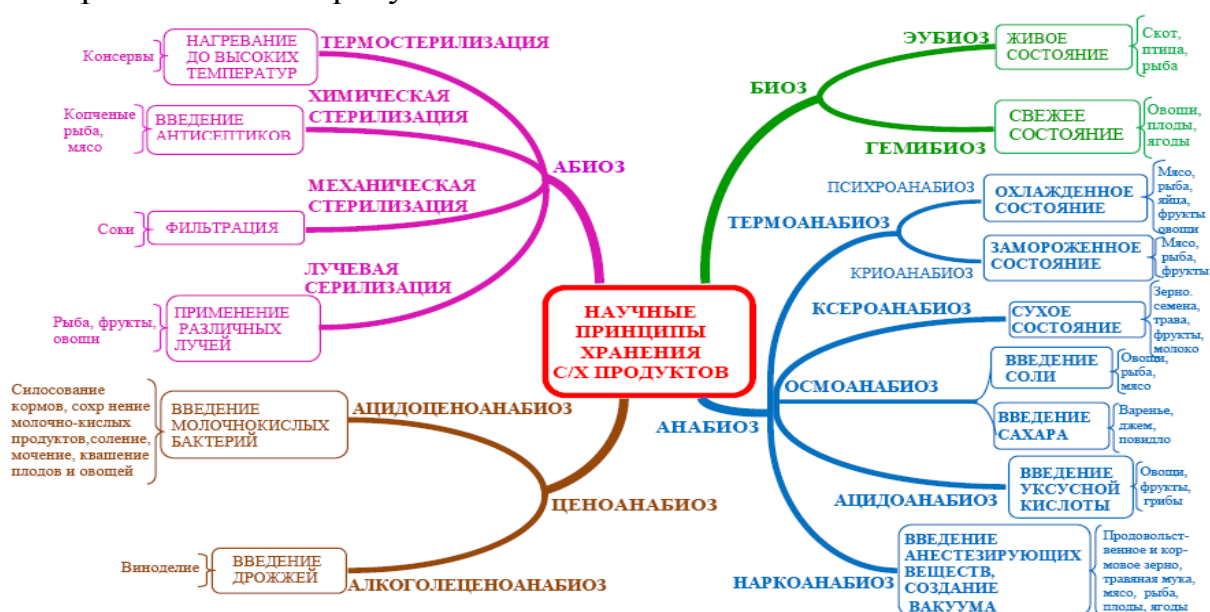 НАУЧНЫЕ
ПРИНЦИПЫ
ХРАНЕНИЯ
С/Х ПРОДУКТОВ
АБИОЗ
ТЕРМОСТЕРИЛИЗАЦИЯ
НАГРЕВАНИЕ
ДО ВЫСОКИХ
ТЕМПЕРАТУР
Консервы
ХИМИЧЕСКАЯ
СТЕРИЛИЗАЦИЯ
ВВЕДЕНИЕ
АНТИСЕПТИКОВ
Копченые
рыба,
мясо
МЕХАНИЧЕСКАЯ
СТЕРИЛИЗАЦИЯ
ФИЛЬТРАЦИЯ
Соки
ЛУЧЕВАЯ
СЕРИЛИЗАЦИЯ
ПРИМЕНЕНИЕ
РАЗЛИЧНЫХ
ЛУЧЕЙ
Рыба, фрукты,
овощи
БИОЗ
ЭУБИОЗ
ЖИВОЕ
СОСТОЯНИЕ
Скот,
птица,
рыба
ГЕМИБИОЗ
СВЕЖЕЕ
СОСТОЯНИЕ
Овощи,
плоды,
ягоды
АНАБИОЗ
ТЕРМОАНАБИОЗ
ПСИХРОАНАБИОЗ
ОХЛАЖДЕННОЕ
СОСТОЯНИЕ
Мясо,
рыба,
яйца,
фрукты
овощи
КРИОАНАБИОЗ
ЗАМОРОЖЕННОЕ
СОСТОЯНИЕ
Мясо,
рыба,
фрукты
КСЕРОАНАБИОЗ
СУХОЕ
СОСТОЯНИЕ
Зерно.
семена,
трава,
фрукты,
молоко
ОСМОАНАБИОЗ
ВВЕДЕНИЕ
СОЛИ
Овощи,
рыба,
мясо
ВВЕДЕНИЕ
САХАРА
Варенье,
джем,
повидло
АЦИДОАНАБИОЗ
ВВЕДЕНИЕ
УКСУСНОЙ
КИСЛОТЫ
Овощи,
фрукты,
грибы
НАРКОАНАБИОЗ
ВВЕДЕНИЕ
АНЕСТЕЗИРУЮЩИХ
ВЕЩЕСТВ,
СОЗДАНИЕ
ВАКУУМА
Продовольст-
венное и кор-
мовое зерно,
травяная мука,
мясо, рыба,
плоды, ягоды
ЦЕНОАНАБИОЗ
АЦИДОЦЕНОАНАБИОЗ
ВВЕДЕНИЕ
МОЛОЧНОКИСЛЫХ
БАКТЕРИЙ
Силосование
кормов, сохр нение
молочно-кислых
продуктов,соление,
мочение, квашение
плодов и овощей
АЛКОГОЛЕЦЕНОАНАБИОЗ
ВВЕДЕНИЕ
ДРОЖЖЕЙ
Виноделие